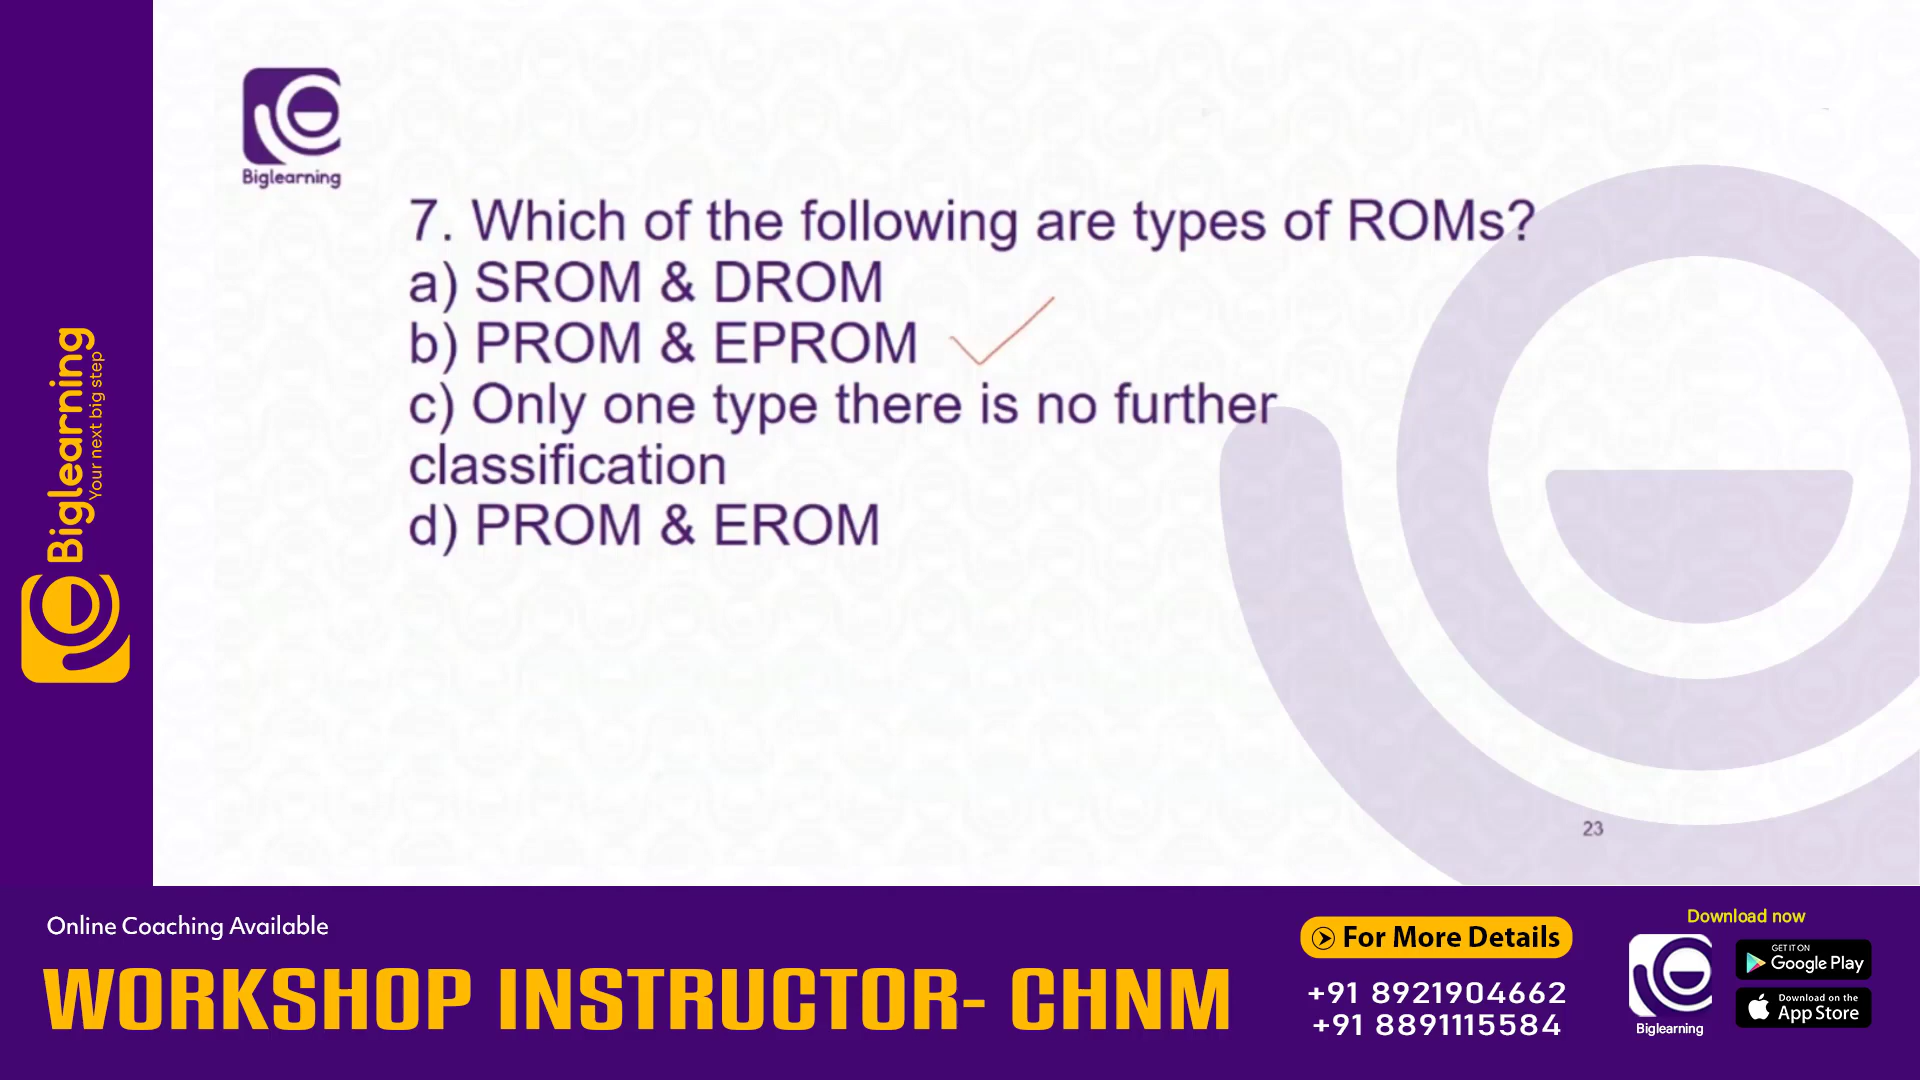 Biglearning
7. Which of the following are types of ROMs?
a) SROM & DROM
b) PROM & EPROM
c) Only one type there is no further
classification
d) PROM & EROM
23
Biglearning
Your next big step
Online Coaching Available
WORKSHOP INSTRUCTOR- CHNM
For More Details
+91 8921904662
+91 8891115584
Download now
GET IT ON
Google Play
Download on the
App Store
Biglearning